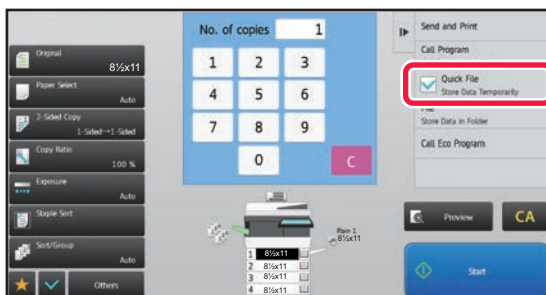 No. of copies 1
Original
8½x11
Paper Select
Auto
2-Sided Copy
1-Sided→1-Sided
Copy Ratio
100 %
Exposure
Auto
Staple Sort
Sort/Group
Auto
Others
1 2 3
4 5 6
7 8 9
0 C
Plain 1
8½x11
1 8½x11
2 8½x11
3 8½x11
4 8½x11
Send and Print
Call Program
Quick File
Store Data Temporarily
File
Store Data in Folder
Call Eco Program
Preview
CA
Start